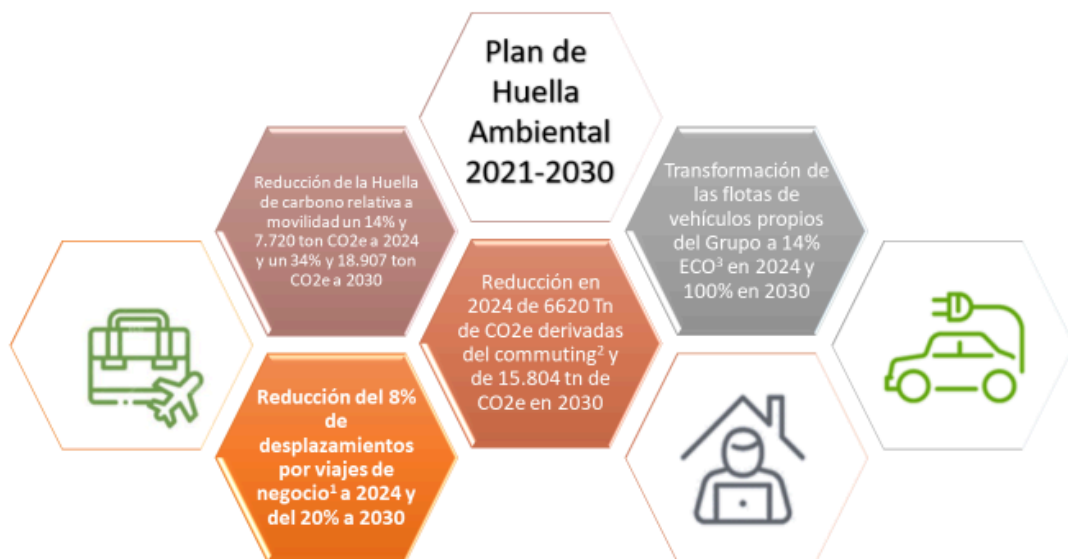 Plan de
Huella
Ambiental
2021-2030
Reducción de la Huella
de carbono relativa a
movilidad un 14% y
7.720 ton CO2e a 2024
y un 34% y 18.907 ton
CO2e a 2030
Transformación de
las flotas de
vehículos propios
del Grupo a 14%
ECO³ en 2024 y
100% en 2030
Reducción en
2024 de 6620 Tn
de CO2e derivadas
del commuting² y
de 15.804 tn de
CO2e en 2030
Reducción del 8%
de
desplazamientos
por viajes de
negocio¹ a 2024 y
del 20% a 2030